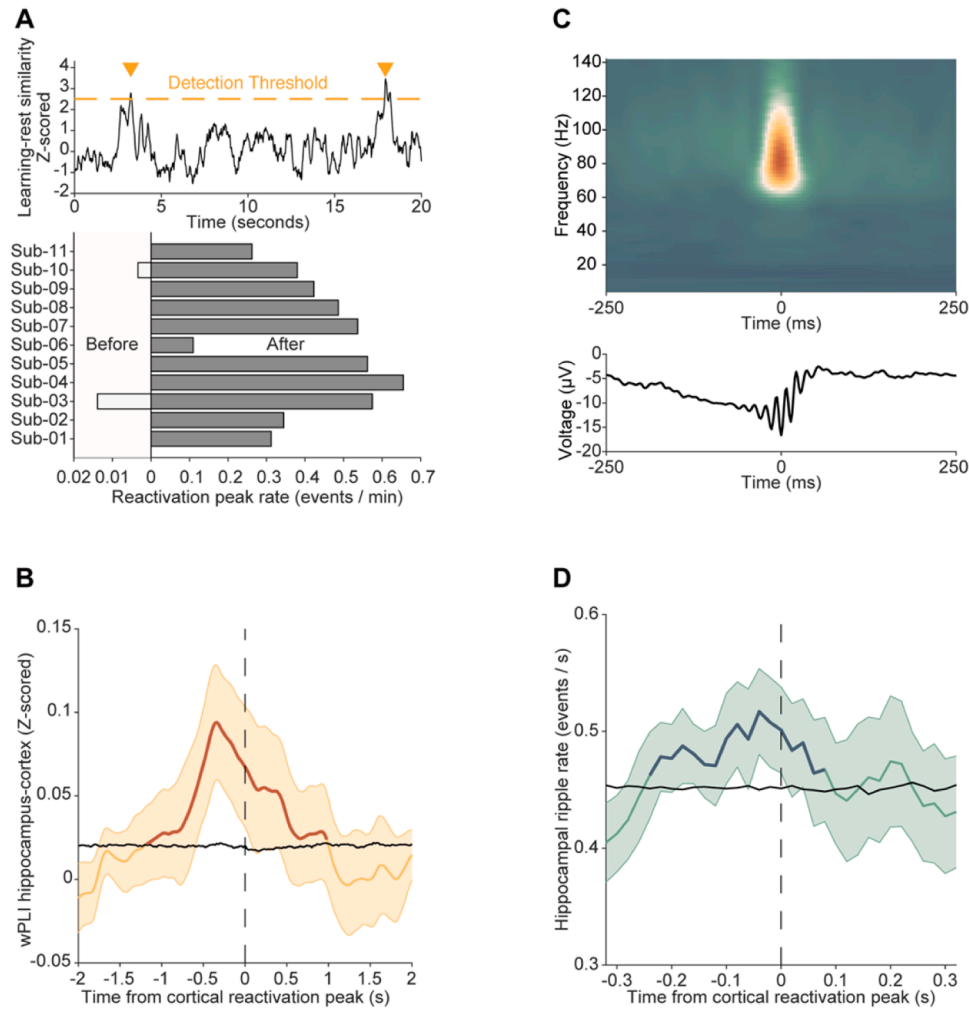 A
Learning-rest similarity
Z-scored
4
3
2
1
0
-1
-2
Detection Threshold
0
5
10
15
20
Time (seconds)
Sub-11
Sub-10
Sub-09
Sub-08
Sub-07
Sub-06
Sub-05
Sub-04
Sub-03
Sub-02
Sub-01
Before
After
0.02 0.01 0 0.1 0.2 0.3 0.4 0.5 0.6 0.7
Reactivation peak rate (events / min)
C
Frequency (Hz)
140
120
100
80
60
40
20
-250 0 250
Time (ms)
Voltage (µV)
0
-5
-10
-15
-20
-250 0 250
Time (ms)
B
wPLI hippocampus-cortex (Z-scored)
0.15
0.1
0.05
0
-0.05
-2 -1.5 -1 -0.5 0 0.5 1 1.5 2
Time from cortical reactivation peak (s)
D
Hippocampal ripple rate (events / s)
0.6
0.5
0.4
0.3
-0.3 -0.2 -0.1 0 0.1 0.2 0.3
Time from cortical reactivation peak (s)